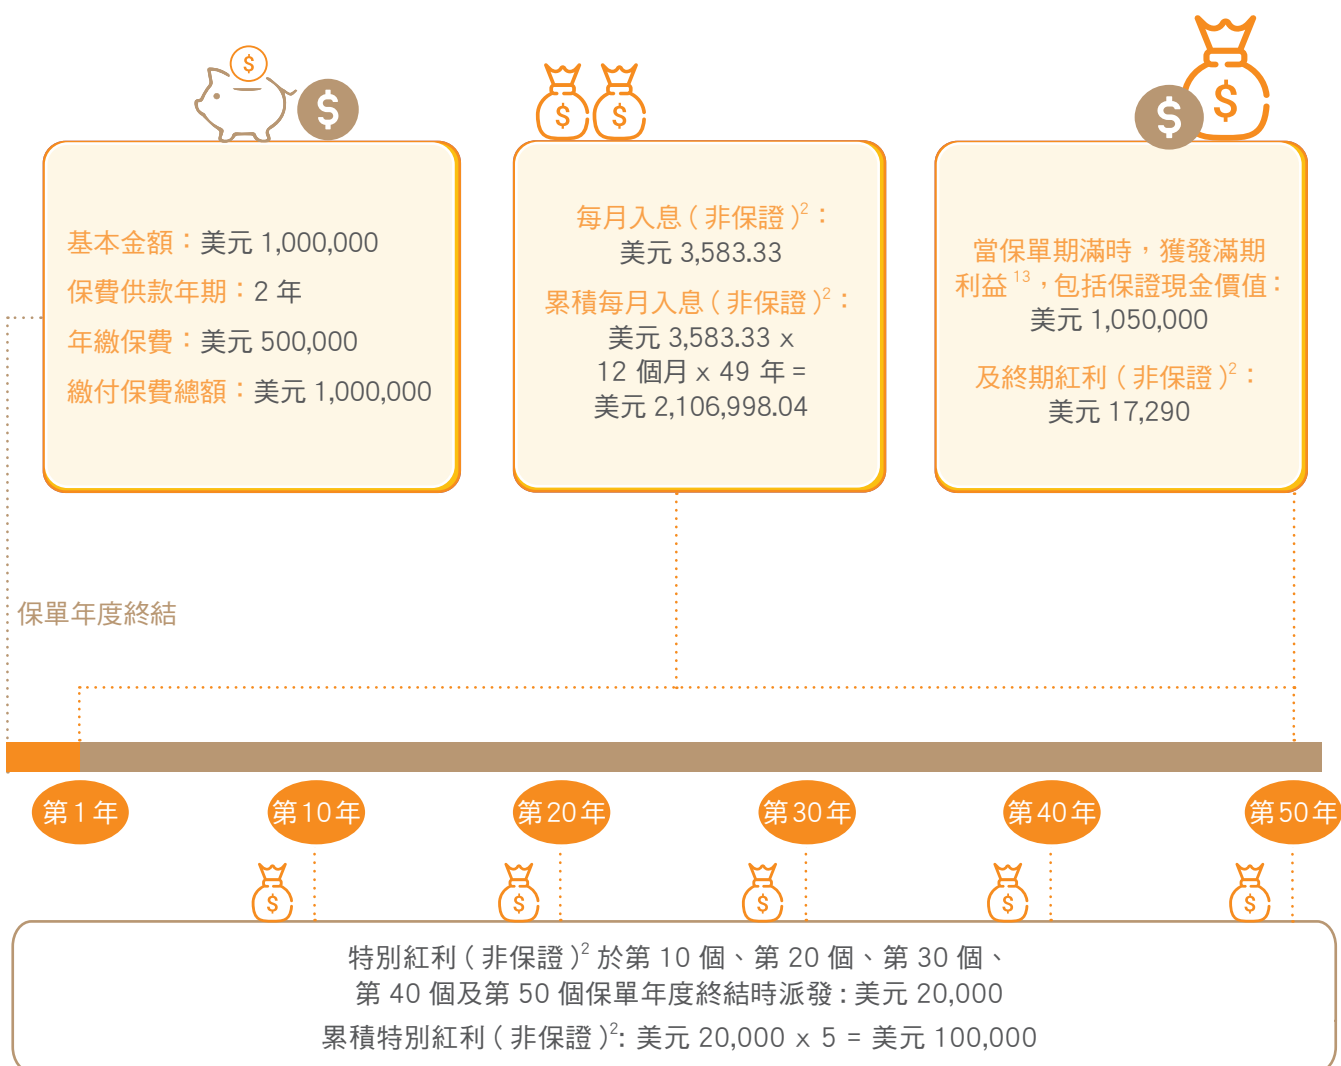 基本金額：美元 1,000,000
保費供款年期：2 年
年繳保費：美元 500,000
繳付保費總額：美元 1,000,000
每月入息（非保證）2：
美元 3,583.33
累積每月入息（非保證）2：
美元 3,583.33 x
12 個月 x 49 年 =
美元 2,106,998.04
當保單期滿時，獲發滿期
利益13，包括保證現金價值：
美元 1,050,000
及終期紅利（非保證）2：
美元 17,290
保單年度終結
第1年
第10年
第20年
第30年
第40年
第50年
特別紅利（非保證）2 於第 10 個、第 20 個、第 30 個、
第 40 個及第 50 個保單年度終結時派發：美元 20,000
累積特別紅利（非保證）2: 美元 20,000 x 5 = 美元 100,000